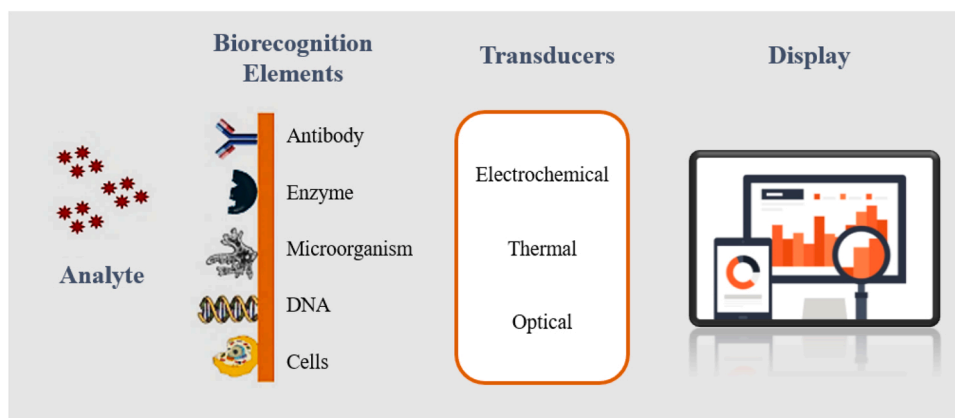 Biorecognition
Elements
Transducers
Display
Antibody
Enzyme
Microorganism
DNA
Cells
Electrochemical
Thermal
Optical
Analyte